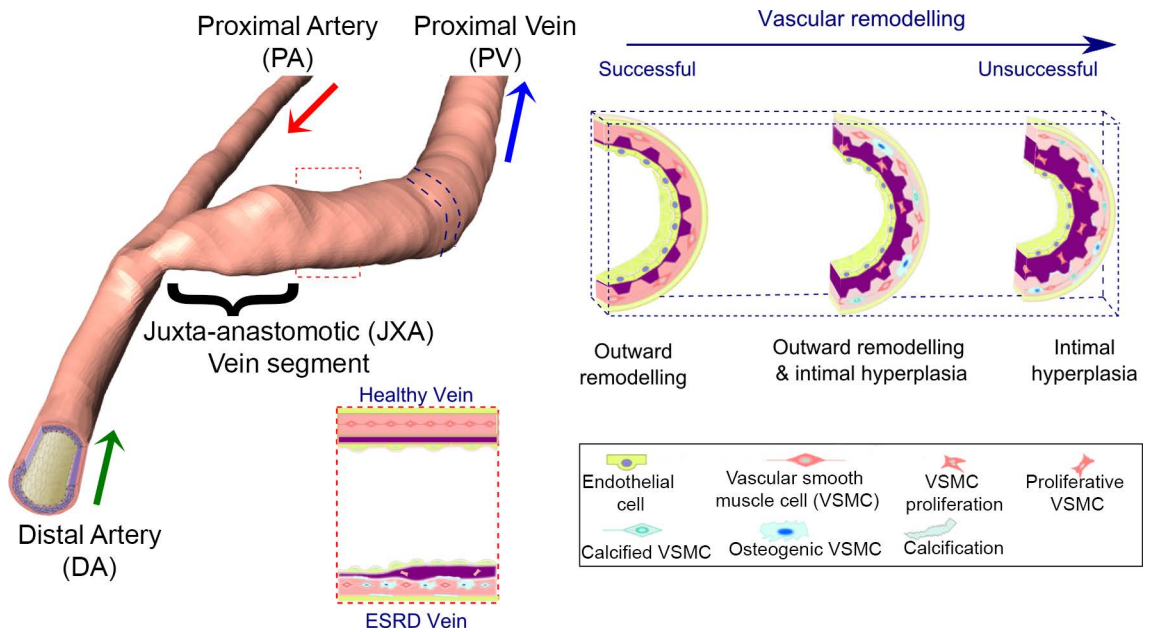 Proximal Artery
(PA)
Proximal Vein
(PV)
Juxta-anastomotic (JXA)
Vein segment
Distal Artery
(DA)
Healthy Vein
ESRD Vein
Vascular remodelling
Successful
Unsuccessful
Outward
remodelling
Outward remodelling
& intimal hyperplasia
Intimal
hyperplasia
Endothelial
cell
Vascular smooth
muscle cell (VSMC)
VSMC
proliferation
Proliferative
VSMC
Calcified VSMC
Osteogenic VSMC
Calcification